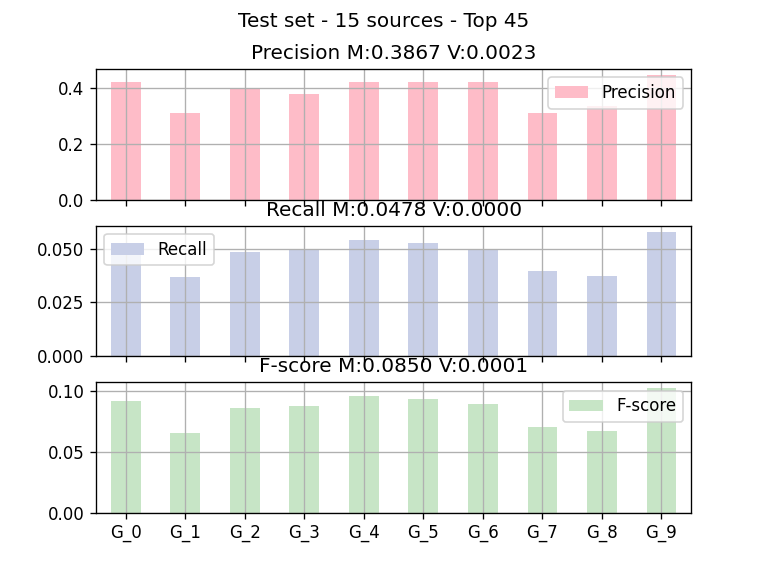 Test set - 15 sources - Top 45
Precision M:0.3867 V:0.0023
0.4
Precision
0.2
0.0
Recall M:0.0478 V:0.0000
0.050
Recall
0.025
0.000
F-score M:0.0850 V:0.0001
0.10
F-score
0.05
0.00
G_0 G_1 G_2 G_3 G_4 G_5 G_6 G_7 G_8 G_9